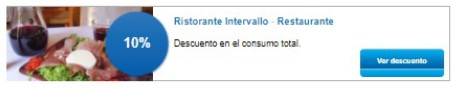 10%
Ristorante Intervallo - Restaurante
Descuento en el consumo total.
Ver descuento